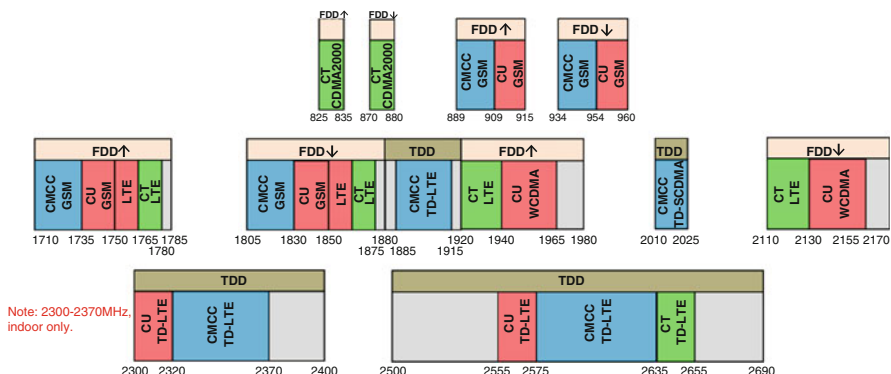 FDD↑ FDD↓ FDD↑ FDD↓
CT CDMA2000 CT CDMA2000 CMCC GSM CU GSM CMCC GSM CU GSM
825 835 870 880 889 909 915 934 954 960
FDD↑ FDD↓ TDD FDD↑ TDD FDD↓
CMCC GSM CU GSM LTE CT LTE CMCC GSM CU GSM LTE CT LTE CMCC TD-LTE CT LTE CU WCDMA CMCC TD-SCDMA CT LTE CU WCDMA
1710 1735 1750 1765 1785 1805 1830 1850 1880 1920 1940 1965 1980 2010 2025 2110 2130 2155 2170
1780 1875 1885 1915
TDD TDD
Note: 2300-2370MHz,
indoor only.
CU TD-LTE CMCC TD-LTE CU TD-LTE CMCC TD-LTE CT TD-LTE
2300 2320 2370 2400 2500 2555 2575 2635 2655 2690